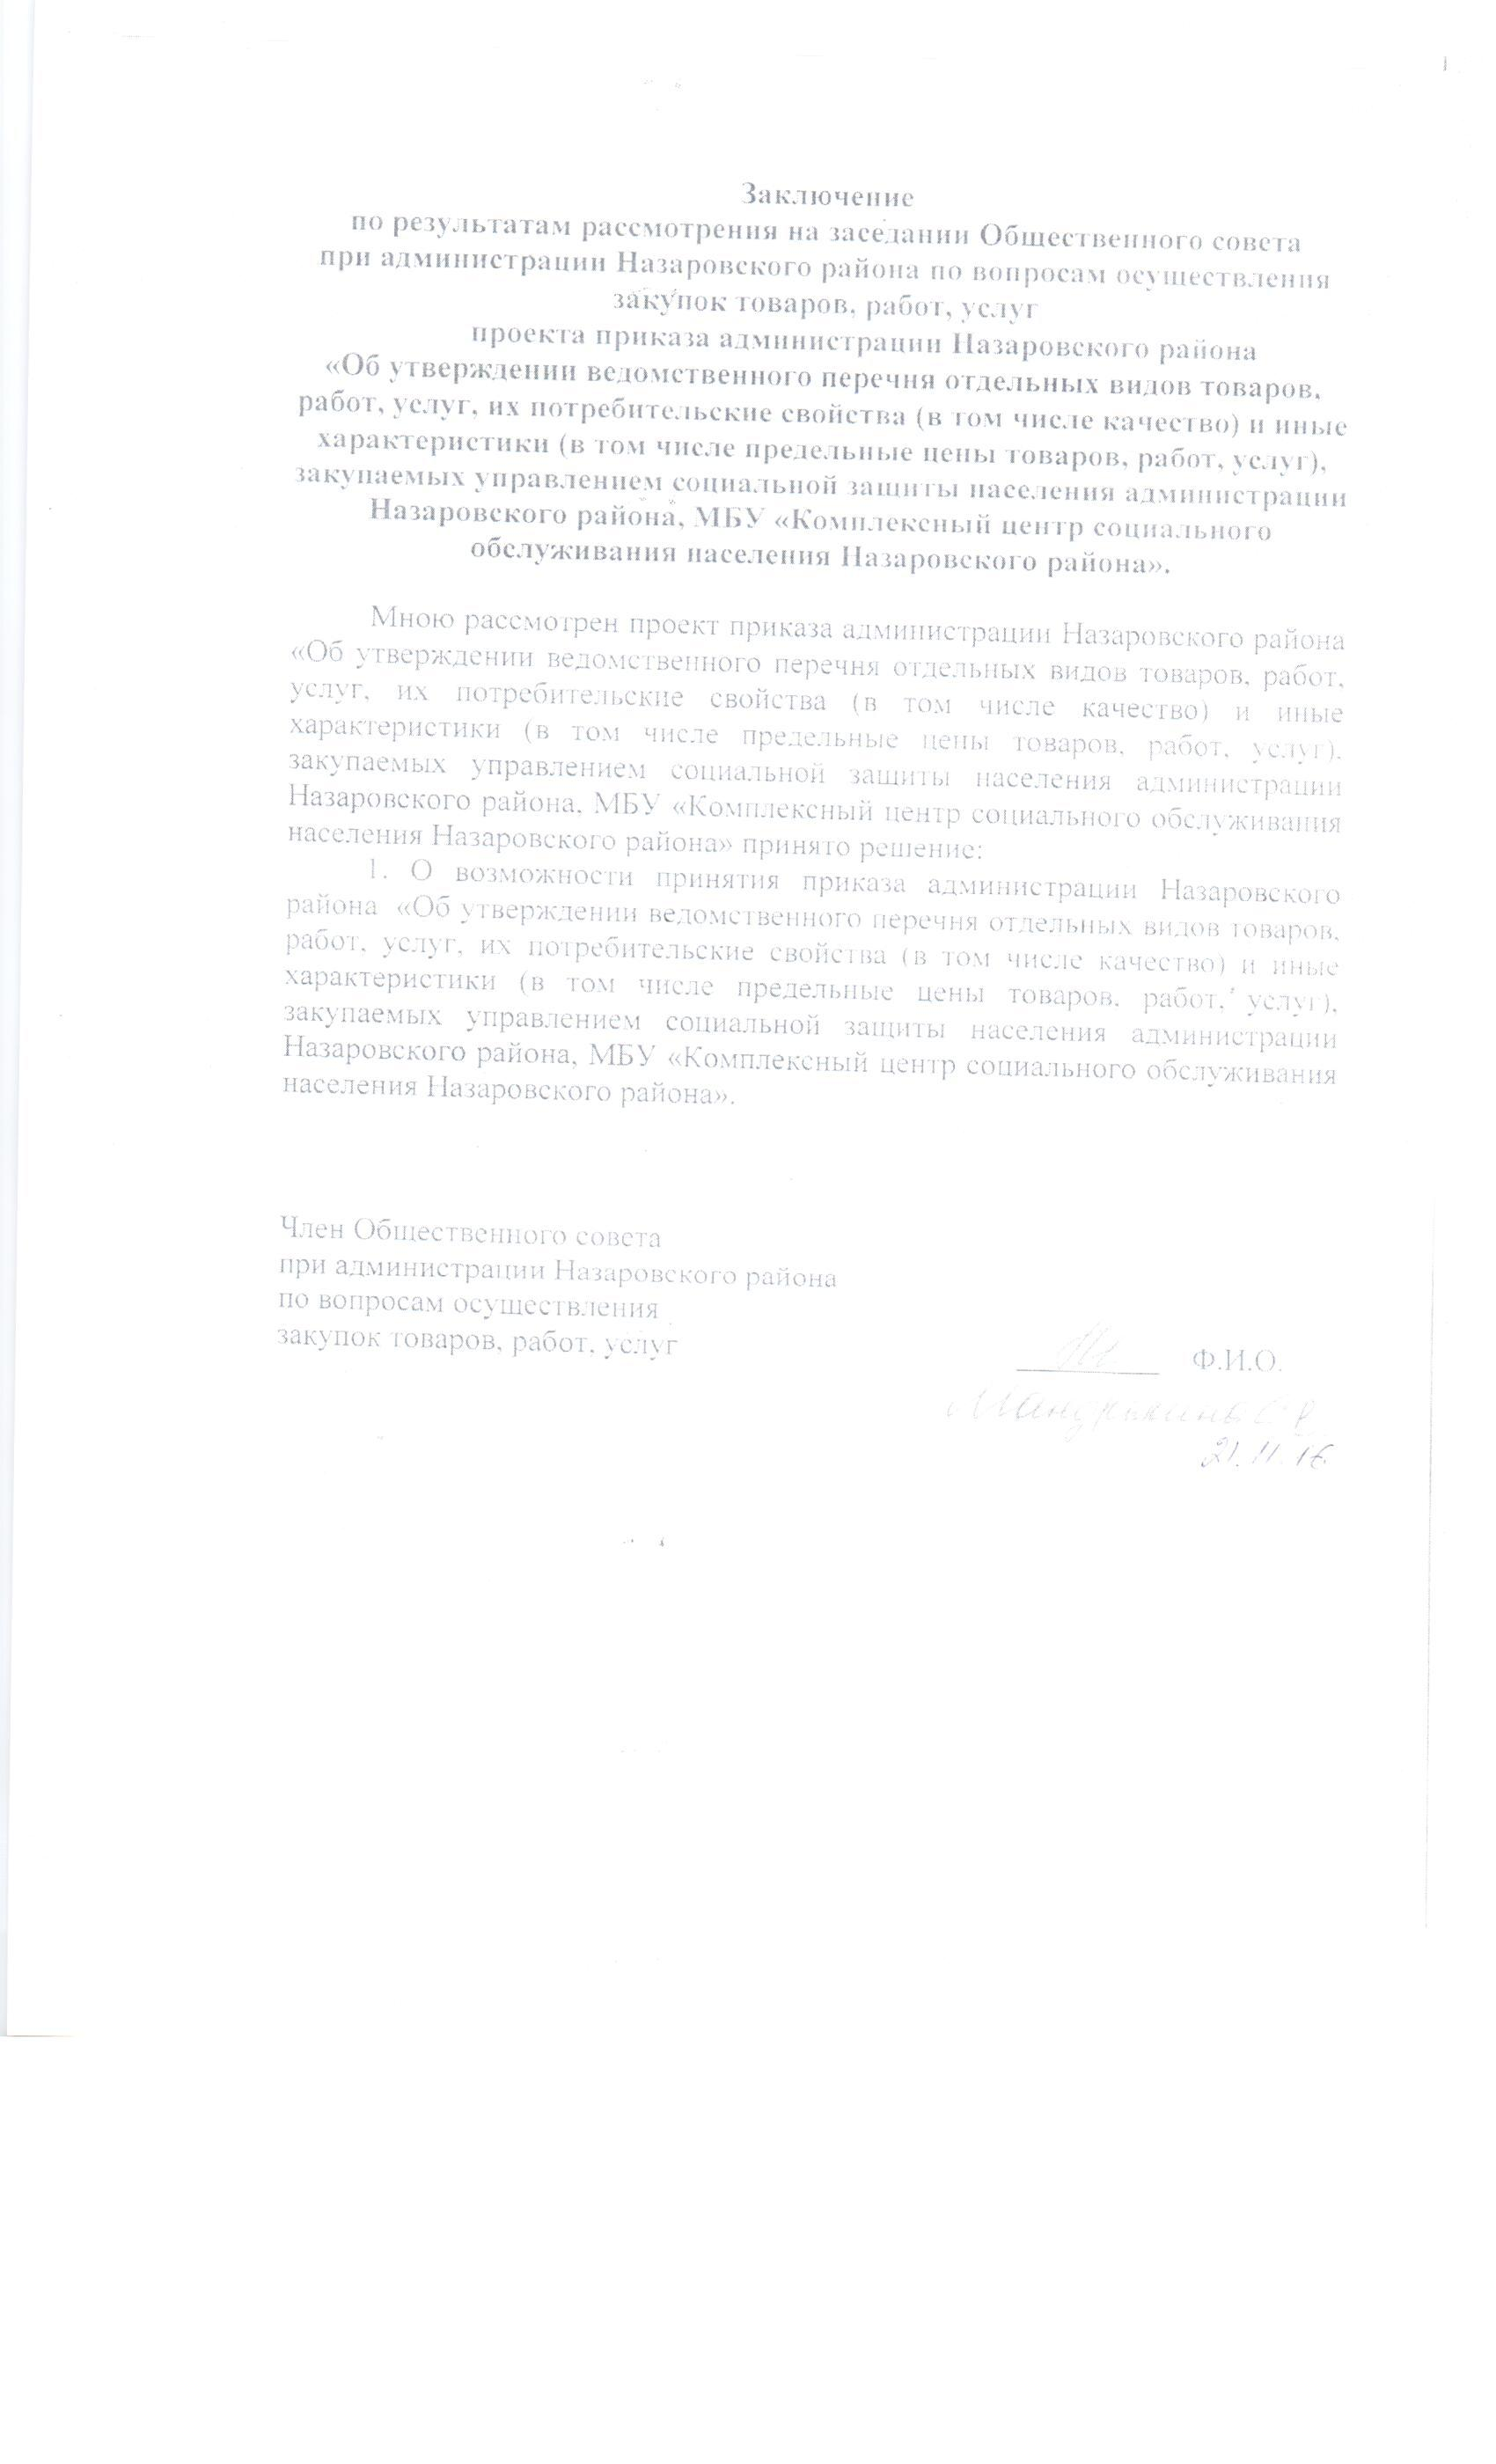 Заключение
по результатам рассмотрения на заседании Общественного совета
при администрации Назаровского района по вопросам осуществления
закупок товаров, работ, услуг
проекта приказа администрации Назаровского района
«Об утверждении ведомственного перечня отдельных видов товаров,
работ, услуг, их потребительские свойства (в том числе качество) и иные
характеристики (в том числе предельные цены товаров, работ, услуг),
закупаемых управлением социальной защиты населения администрации
Назаровского района, МБУ «Комплексный центр социального
обслуживания населения Назаровского района».
Мною рассмотрен проект приказа администрации Назаровского района
«Об утверждении ведомственного перечня отдельных видов товаров, работ,
услуг, их потребительские свойства (в том числе качество) и иные
характеристики (в том числе предельные цены товаров, работ, услуг),
закупаемых управлением социальной защиты населения администрации
Назаровского района, МБУ «Комплексный центр социального обслуживания
населения Назаровского района» принято решение:
1. О возможности принятия приказа администрации Назаровского
района «Об утверждении ведомственного перечня отдельных видов товаров,
работ, услуг, их потребительские свойства (в том числе качество) и иные
характеристики (в том числе предельные цены товаров, работ, услуг),
закупаемых управлением социальной защиты населения администрации
Назаровского района, МБУ «Комплексный центр социального обслуживания
населения Назаровского района».
Член Общественного совета
при администрации Назаровского района
по вопросам осуществления
закупок товаров, работ, услуг
Ф.И.О.
21.11.16